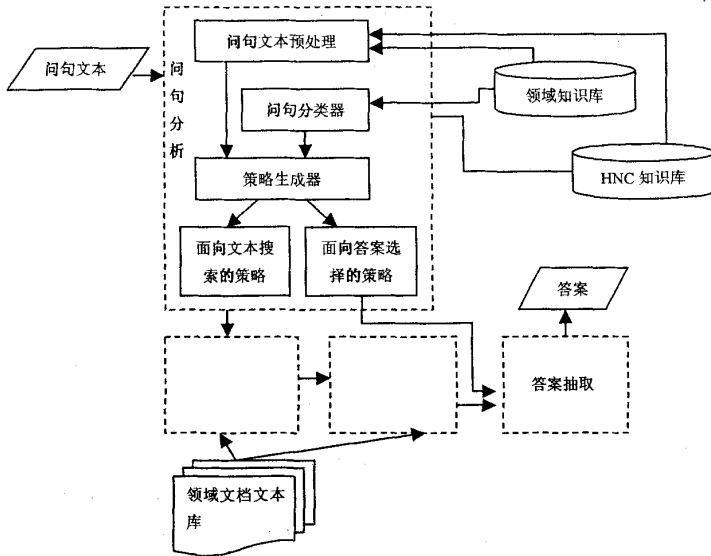 问句文本
问句分析
问句文本预处理
问句分类器
策略生成器
面向文本搜
索的策略
面向答案选
择的策略
领域知识库
HNC 知识库
答案
答案抽取
领域文档文本
库